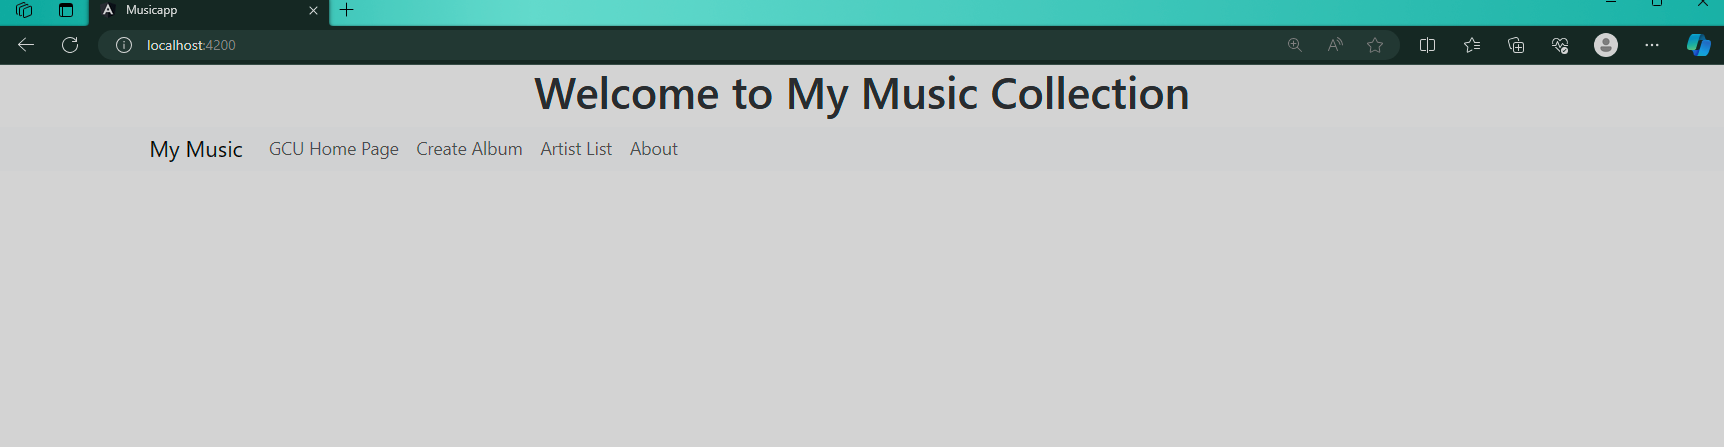 Musicapp
localhost:4200
Welcome to My Music Collection
My Music GCU Home Page Create Album Artist List About